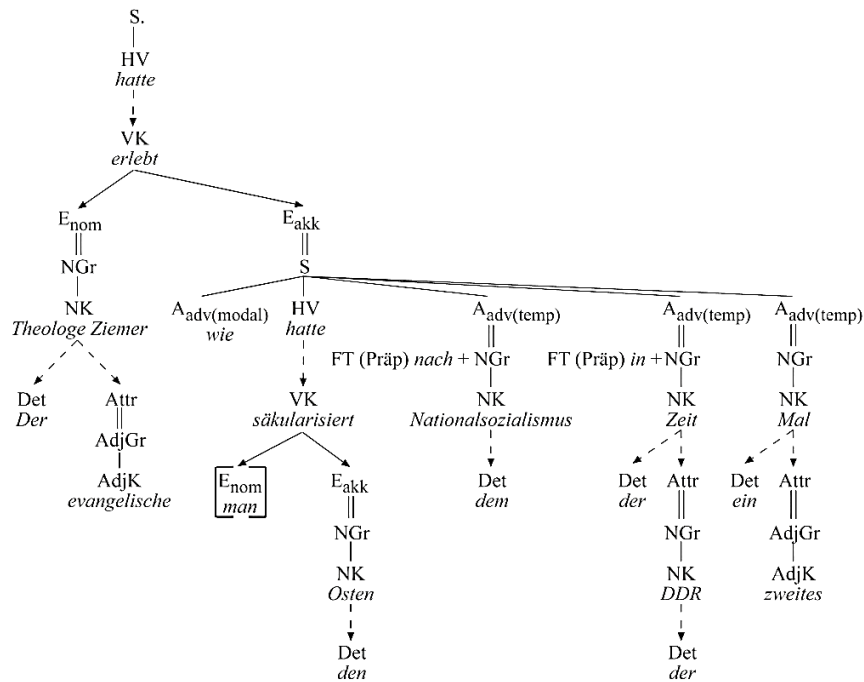 S.
HV
hatte
VK
erlebt
Enom Eakk
NGr S
NK Aadv(modal) HV Aadv(temp) Aadv(temp) Aadv(temp)
Theologe Ziemer wie hatte
FT (Präp) nach + NGr FT (Präp) in + NGr NGr
Det Attr VK NK NK NK
Der säkularisiert Nationalsozialismus Zeit Mal
AdjGr
AdjK Enom Eakk Det Det Attr Det Attr
evangelische man dem der ein
NGr NGr AdjGr
NK NK AdjK
Osten DDR zweites
Det Det
den der